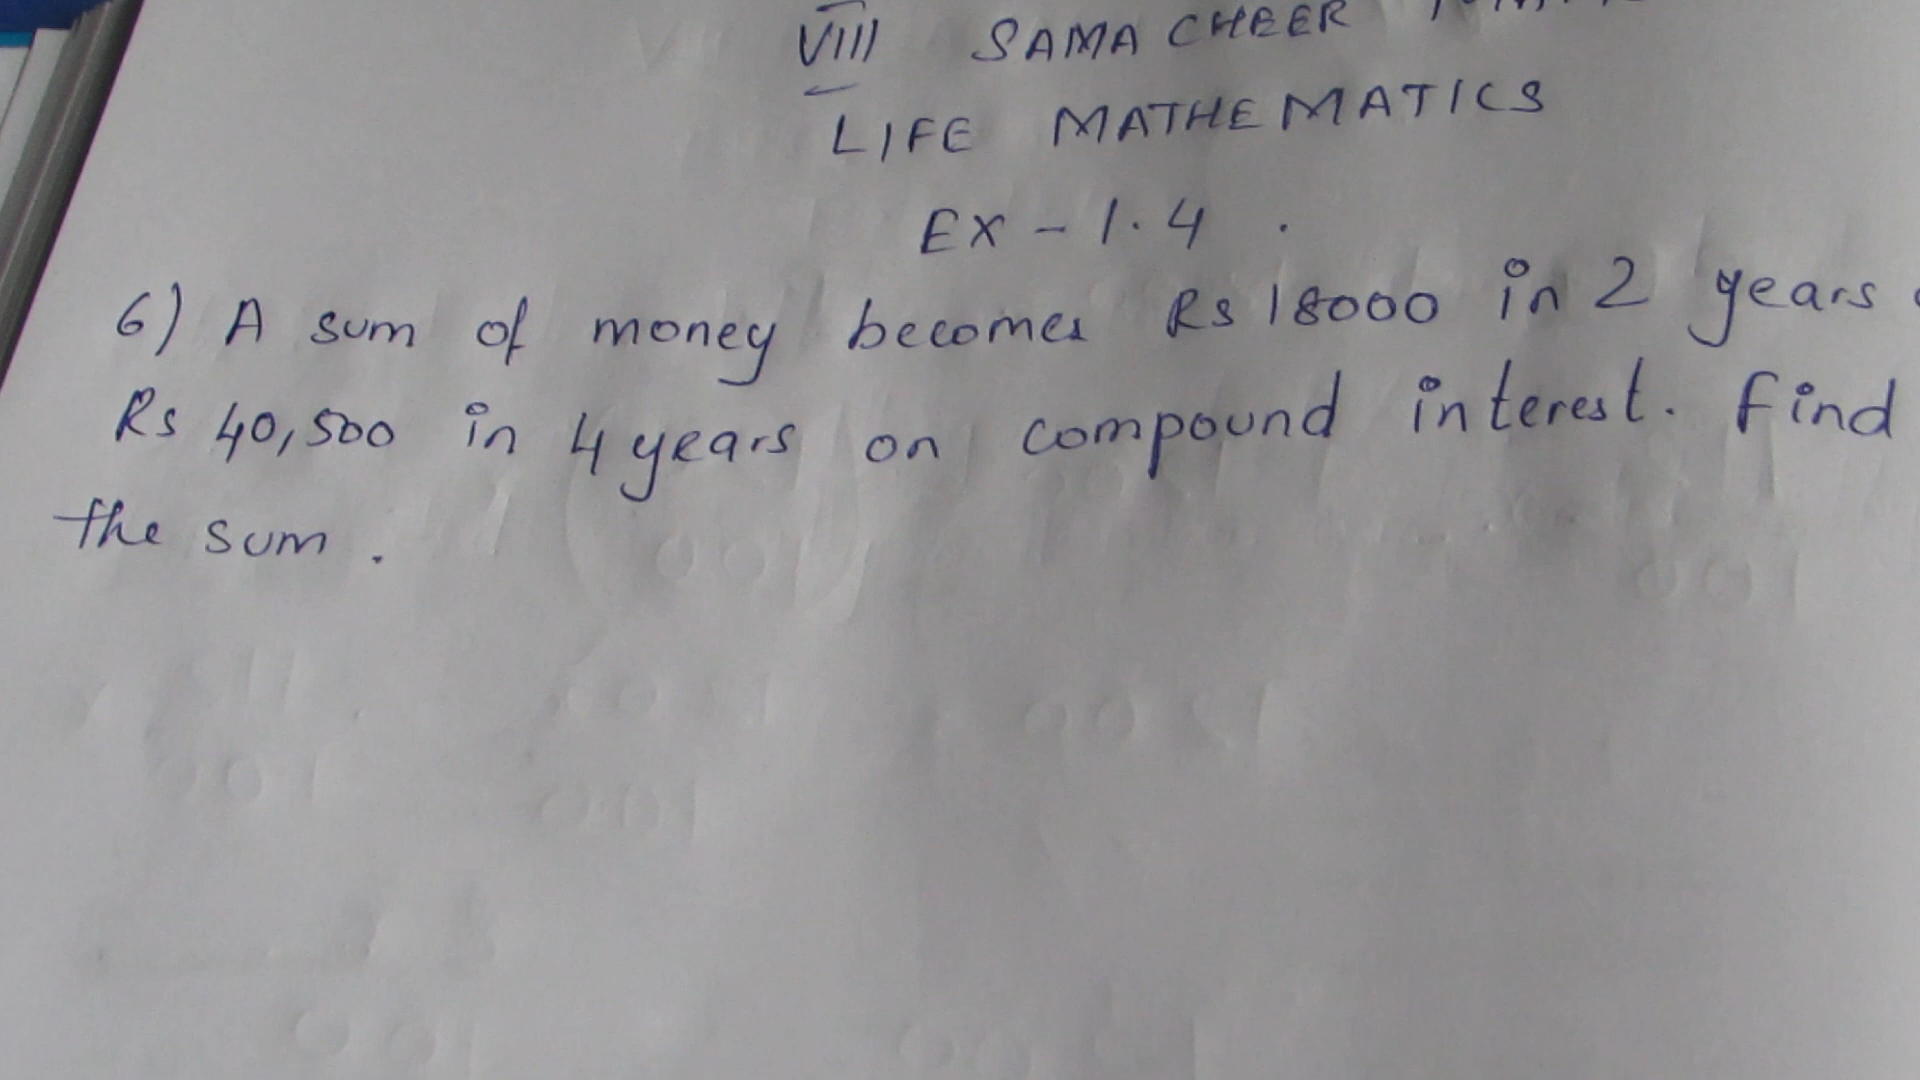 VIII SAMA CHEER
LIFE MATHEMATICS
EX - 1.4 .
6) A sum of money becomes Rs 18000 in 2 years
Rs 40,500 in 4 years on compound interest. Find
the sum .